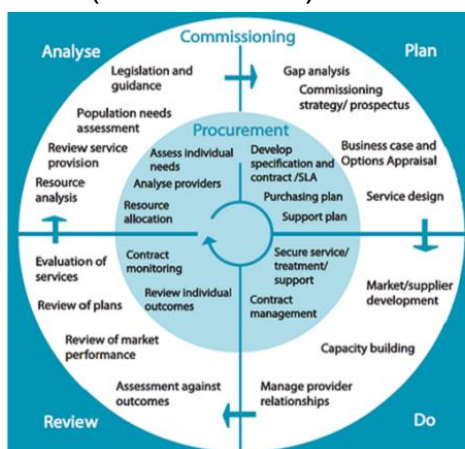 Analyse
Commissioning
Plan
Legislation and
guidance
Population needs
assessment
Review service
provision
Resource
analysis
Gap analysis
Commissioning
strategy/ prospectus
Business case and
Options Appraisal
Service design
Procurement
Assess individual
needs
Analyse providers
Resource
allocation
Develop
specification and
contract /SLA
Purchasing plan
Support plan
Contract
monitoring
Review individual
outcomes
Secure service/
treatment/
support
Contract
management
Evaluation of
services
Review of plans
Review of market
performance
Assessment against
outcomes
Market/supplier
development
Capacity building
Manage provider
relationships
Review
Do